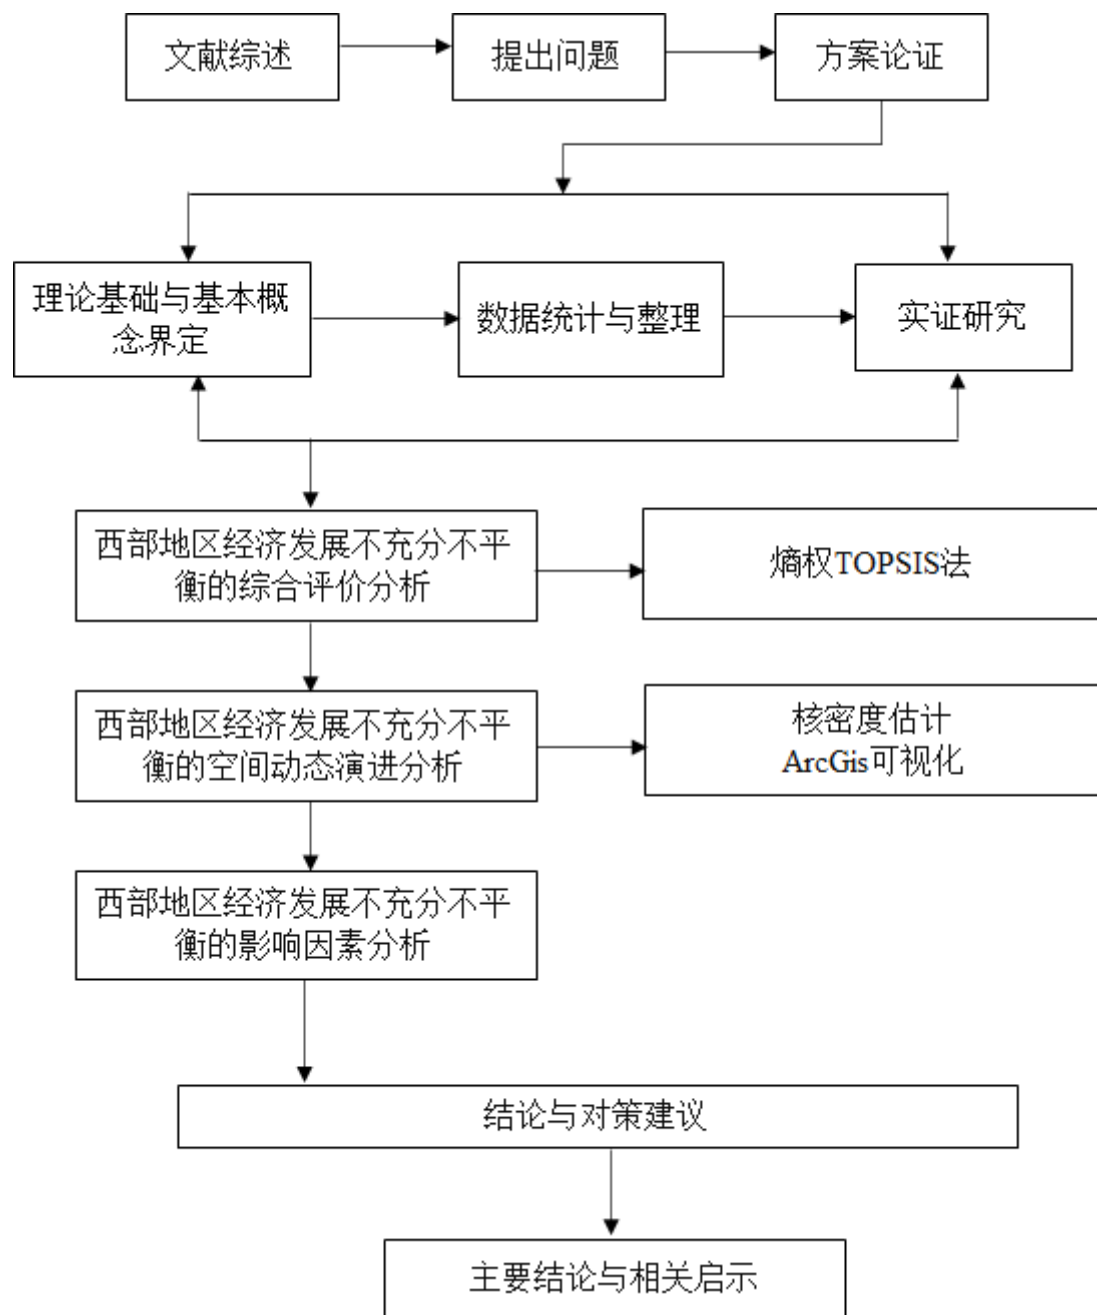 文献综述
提出问题
方案论证
理论基础与基本概
念界定
数据统计与整理
实证研究
西部地区经济发展不充分不平
衡的综合评价分析
熵权TOPSIS法
西部地区经济发展不充分不平
衡的空间动态演进分析
核密度估计
ArcGis可视化
西部地区经济发展不充分不平
衡的影响因素分析
结论与对策建议
主要结论与相关启示